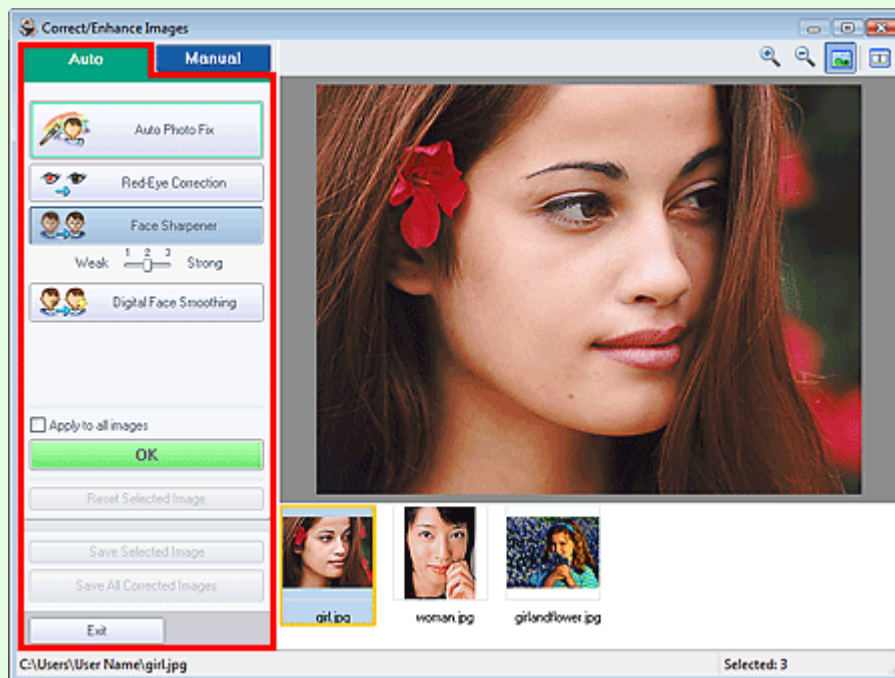 Correct/Enhance Images
Auto Manual
Auto Photo Fix
Red-Eye Correction
Face Sharpener
1 2 3
Weak Strong
Digital Face Smoothing
Apply to all images
OK
Reset Selected Image
Save Selected Image
Save All Corrected Images
Exit
girl.jpg woman.jpg girlandflower.jpg
C:\Users\User Name\girl.jpg Selected: 3